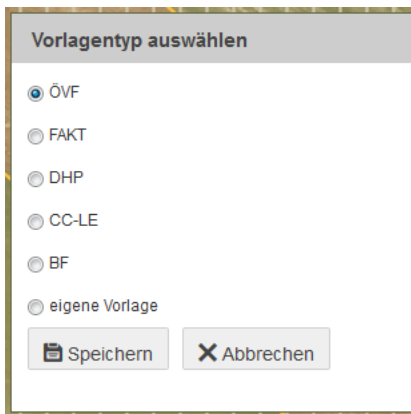 Vorlagentyp auswählen
ÖVF
FAKT
DHP
CC-LE
BF
eigene Vorlage
Speichern Abbrechen